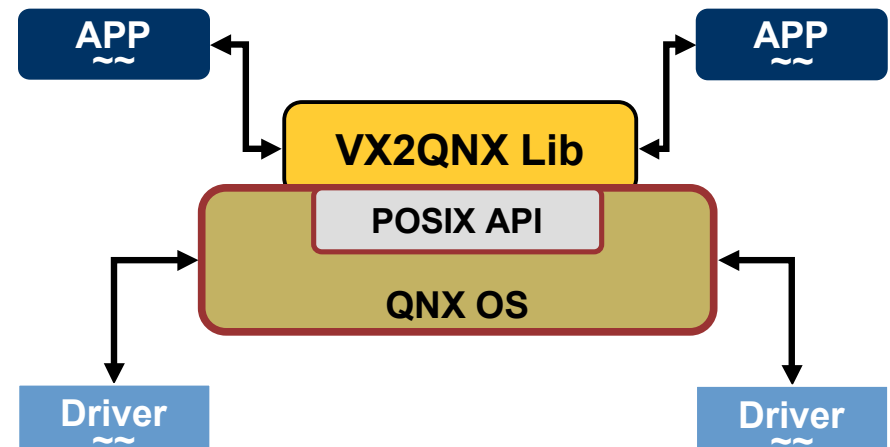 APP
~~
APP
~~
VX2QNX Lib
POSIX API
QNX OS
Driver
~~
Driver
~~